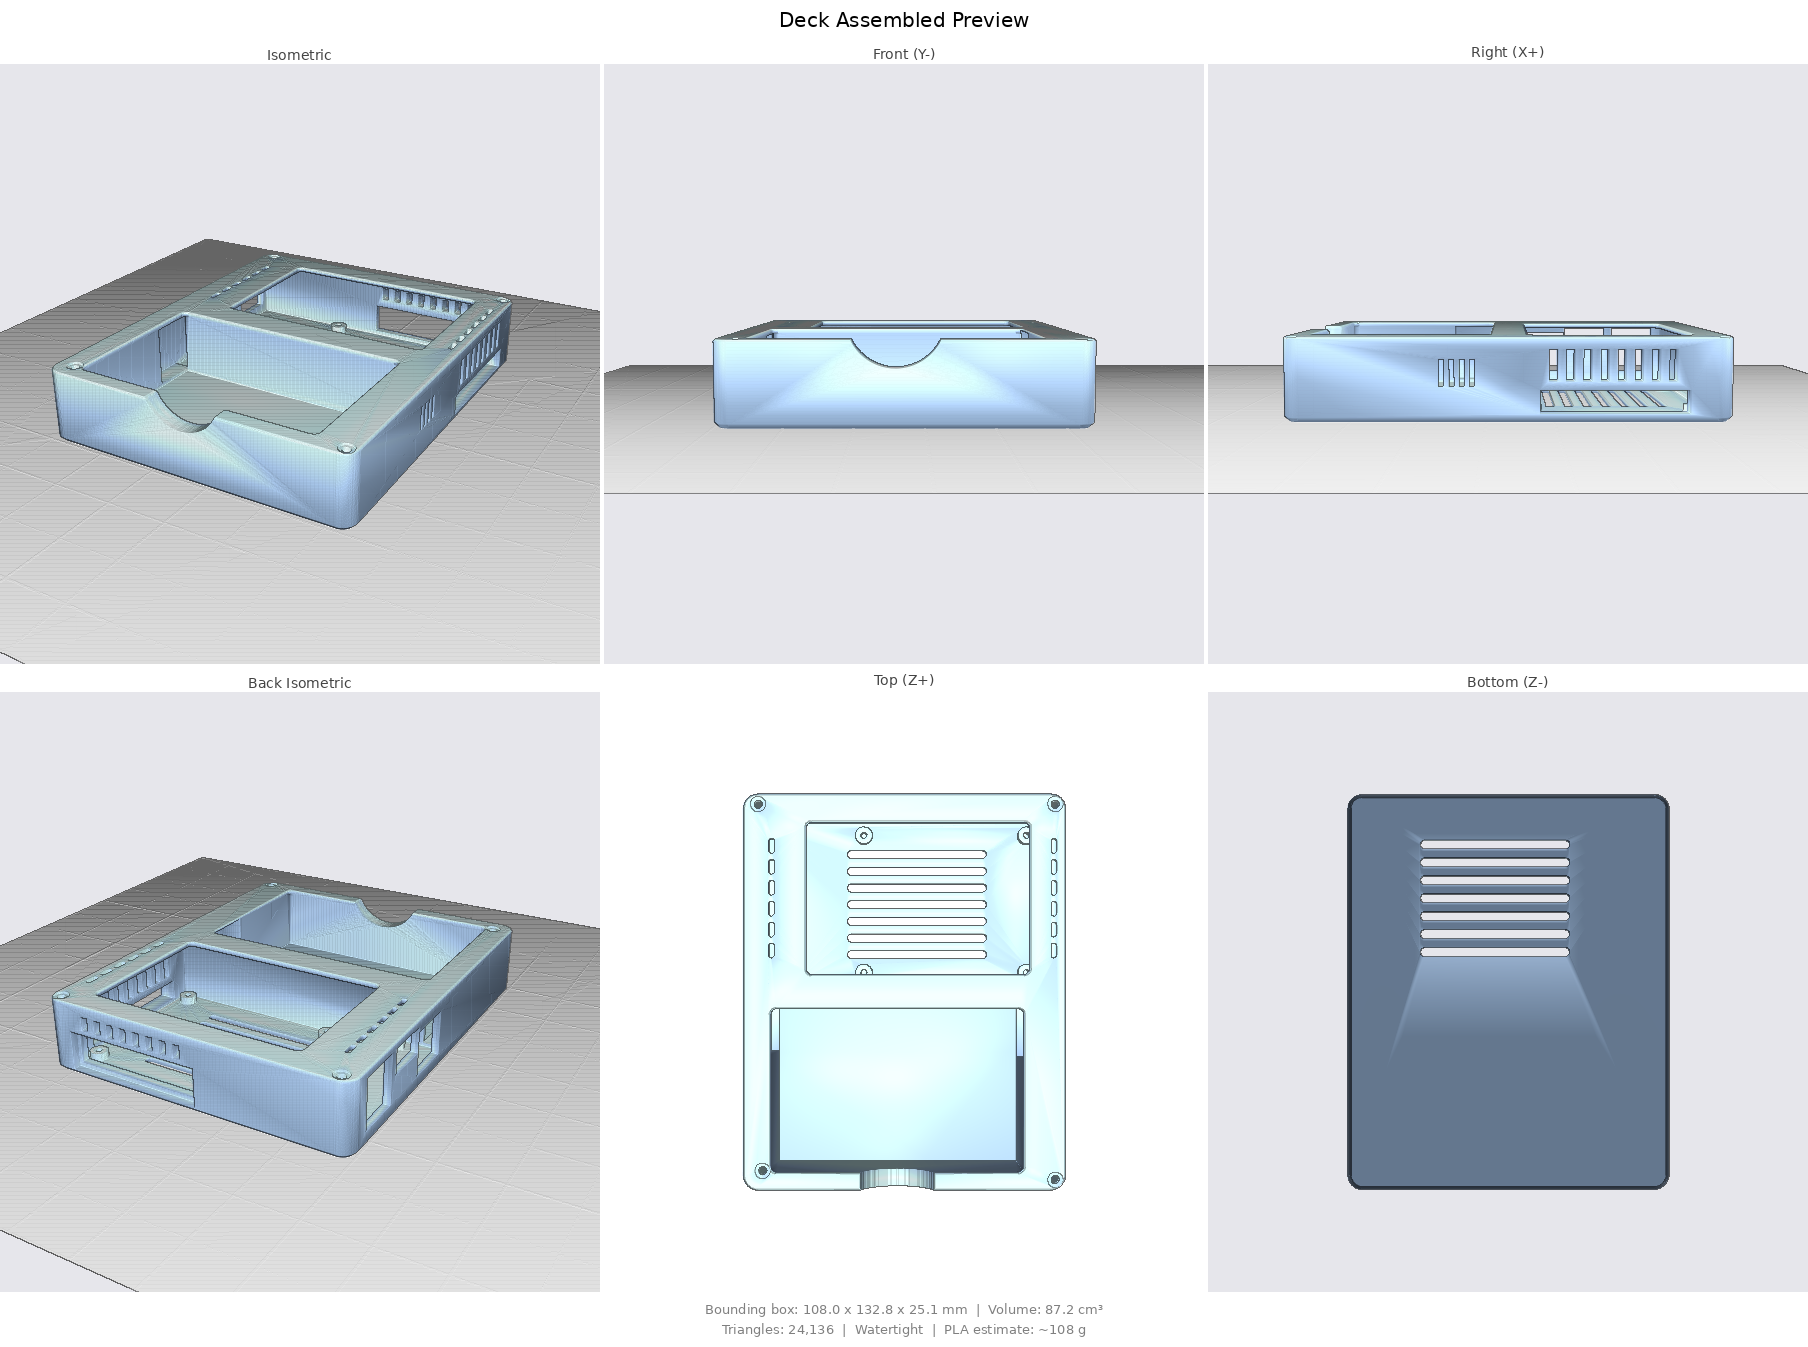 Deck Assembled Preview
Isometric
Front (Y-)
Right (X+)
Back Isometric
Top (Z+)
Bottom (Z-)
Bounding box: 108.0 x 132.8 x 25.1 mm | Volume: 87.2 cm³
Triangles: 24,136 | Watertight | PLA estimate: ~108 g